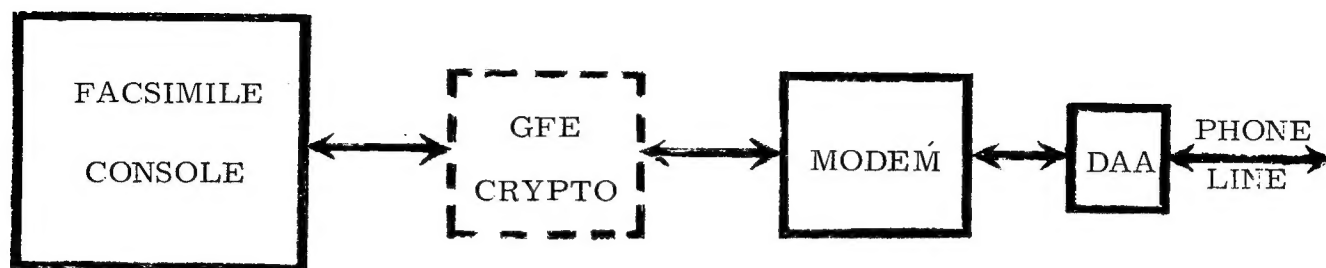 FACSIMILE
CONSOLE
GFE
CRYPTO
MODEM
DAA
PHONE
LINE